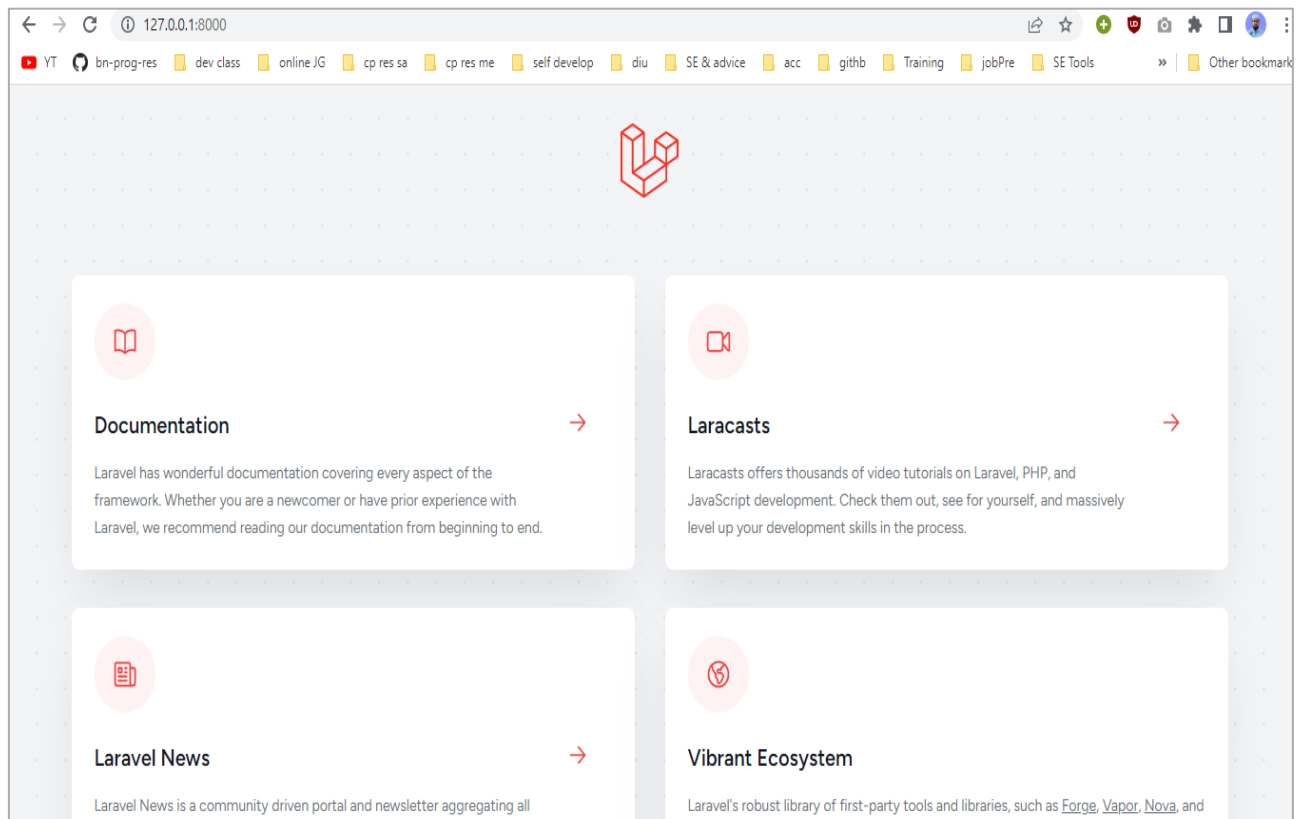 127.0.0.1:8000
YT bn-prog-res dev class online JG cp res sa cp res me self develop diu SE & advice acc githb Training jobPre SE Tools » Other bookmark
Documentation
Laravel has wonderful documentation covering every aspect of the
framework. Whether you are a newcomer or have prior experience with
Laravel, we recommend reading our documentation from beginning to end.
Laracasts
Laracasts offers thousands of video tutorials on Laravel, PHP, and
JavaScript development. Check them out, see for yourself, and massively
level up your development skills in the process.
Laravel News
Laravel News is a community driven portal and newsletter aggregating all
Vibrant Ecosystem
Laravel's robust library of first-party tools and libraries, such as Forge, Vapor, Nova, and